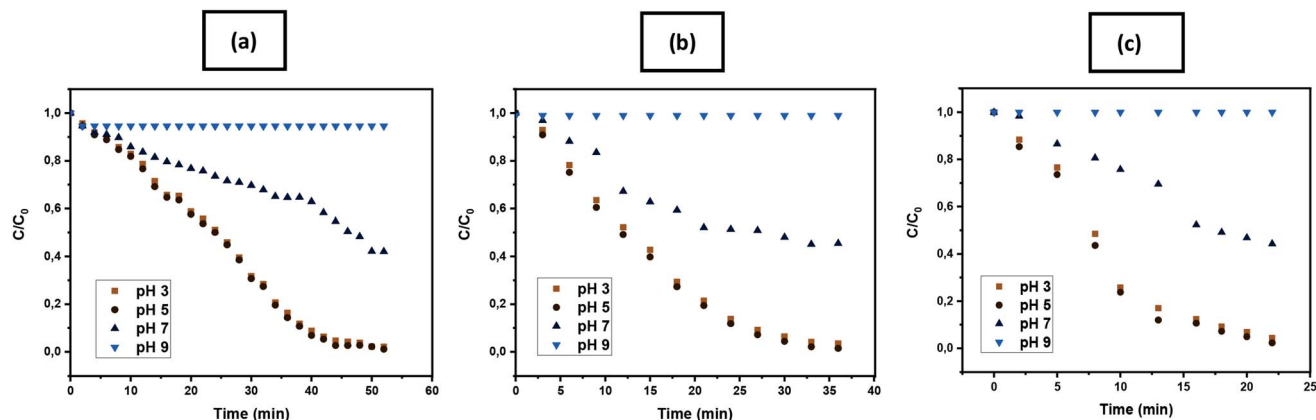 (a)
(b)
(c)
1,0
0,8
0,6
0,4
0,2
0,0
C/C0
pH 3
pH 5
pH 7
pH 9
0 10 20 30 40 50 60
Time (min)
1,0
0,8
0,6
0,4
0,2
0,0
C/C0
pH 3
pH 5
pH 7
pH 9
0 5 10 15 20 25 30 35 40
Time (min)
1,0
0,8
0,6
0,4
0,2
0,0
C/C0
pH 3
pH 5
pH 7
pH 9
0 5 10 15 20 25
Time (min)